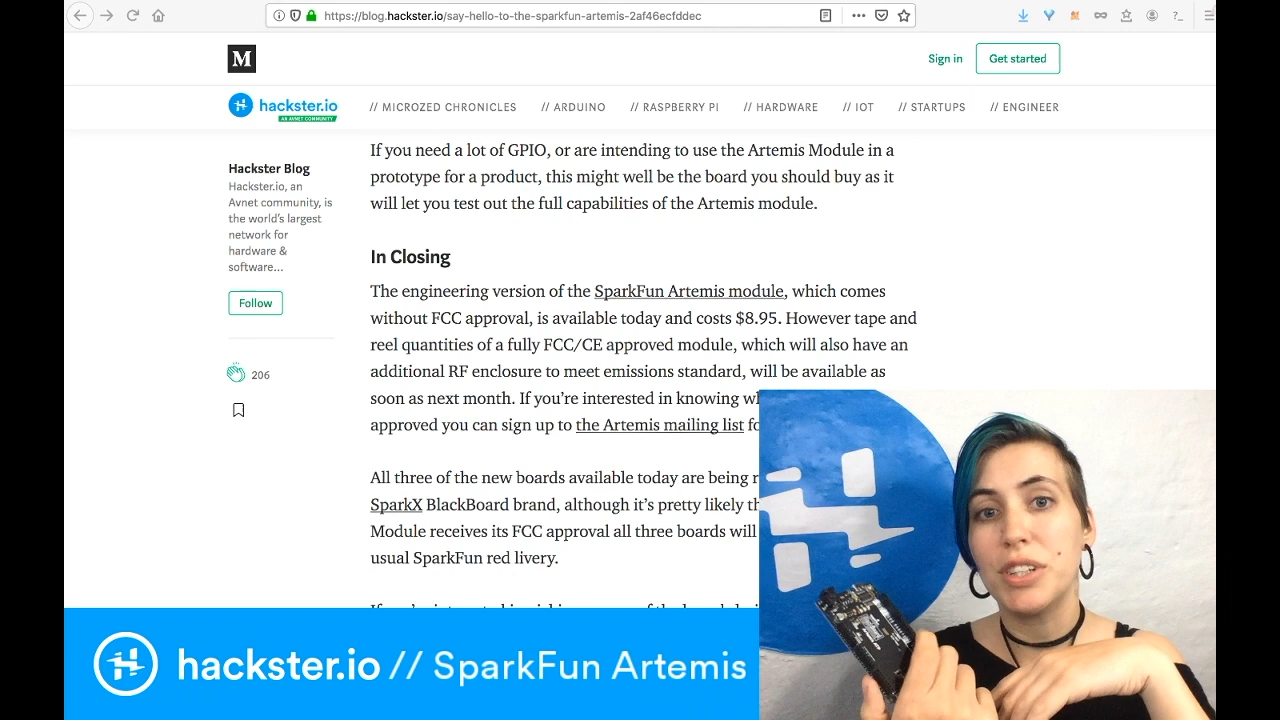 https://blog.hackster.io/say-hello-to-the-sparkfun-artemis-2af46ecfddec
M
Sign in
Get started
hackster.io
AN AVNET COMMUNITY
// MICROZED CHRONICLES // ARDUINO // RASPBERRY PI // HARDWARE // IOT // STARTUPS // ENGINEER
Hackster Blog
Hackster.io, an
Avnet community, is
the world's largest
network for
hardware &
software...
Follow
206
If you need a lot of GPIO, or are intending to use the Artemis Module in a
prototype for a product, this might well be the board you should buy as it
will let you test out the full capabilities of the Artemis module.
In Closing
The engineering version of the SparkFun Artemis module, which comes
without FCC approval, is available today and costs $8.95. However tape and
reel quantities of a fully FCC/CE approved module, which will also have an
additional RF enclosure to meet emissions standard, will be available as
soon as next month. If you're interested in knowing
approved you can sign up to the Artemis mailing list
All three of the new boards available today are being
SparkX BlackBoard brand, although it's pretty likely
Module receives its FCC approval all three boards will
usual SparkFun red livery.
hackster.io // SparkFun Artemis